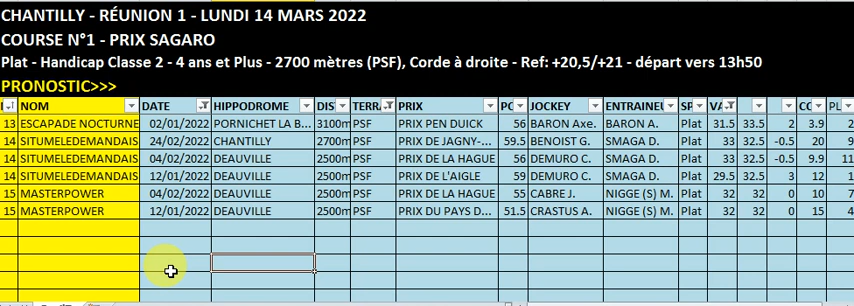 CHANTILLY - RÉUNION 1 - LUNDI 14 MARS 2022
COURSE N°1 - PRIX SAGARO
Plat - Handicap Classe 2 - 4 ans et Plus - 2700 mètres (PSF), Corde à droite - Ref: +20,5/+21 - départ vers 13h50
PRONOSTIC>>>
NOM DATE HIPPODROME DIS TERRA PRIX PO JOCKEY ENTRAINEU SP VA CO PL
13 ESCAPADE NOCTURNE 02/01/2022 PORNICHET LA B... 3100m PSF PRIX PEN DUICK 56 BARON Axe. BARON A. Plat 31.5 33.5 2 3.9 2
14 SITUMELEDEMANDAIS 24/02/2022 CHANTILLY 2700m PSF PRIX DE JAGNY-... 59.5 BENOIST G. SMAGA D. Plat 33 32.5 -0.5 20 9
14 SITUMELEDEMANDAIS 04/02/2022 DEAUVILLE 2500m PSF PRIX DE LA HAGUE 56 DEMURO C. SMAGA D. Plat 33 32.5 -0.5 9.9 11
14 SITUMELEDEMANDAIS 12/01/2022 DEAUVILLE 2500m PSF PRIX DE L'AIGLE 59 DEMURO C. SMAGA D. Plat 29.5 32.5 3 12 1
15 MASTERPOWER 04/02/2022 DEAUVILLE 2500m PSF PRIX DE LA HAGUE 55 CABRE J. NIGGE (S) M. Plat 32 32 0 10 7
15 MASTERPOWER 12/01/2022 DEAUVILLE 2500m PSF PRIX DU PAYS D... 51.5 CRASTUS A. NIGGE (S) M. Plat 32 32 0 15 4